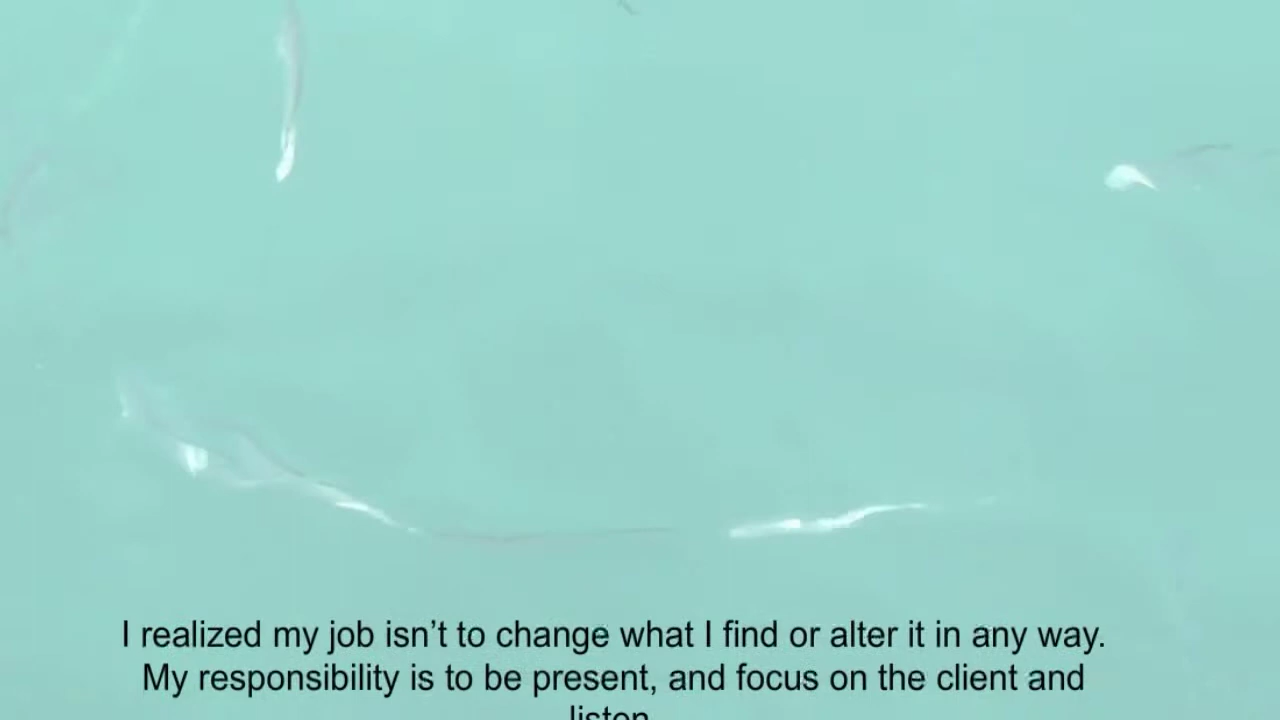 I realized my job isn’t to change what I find or alter it in any way.
My responsibility is to be present, and focus on the client and
listen